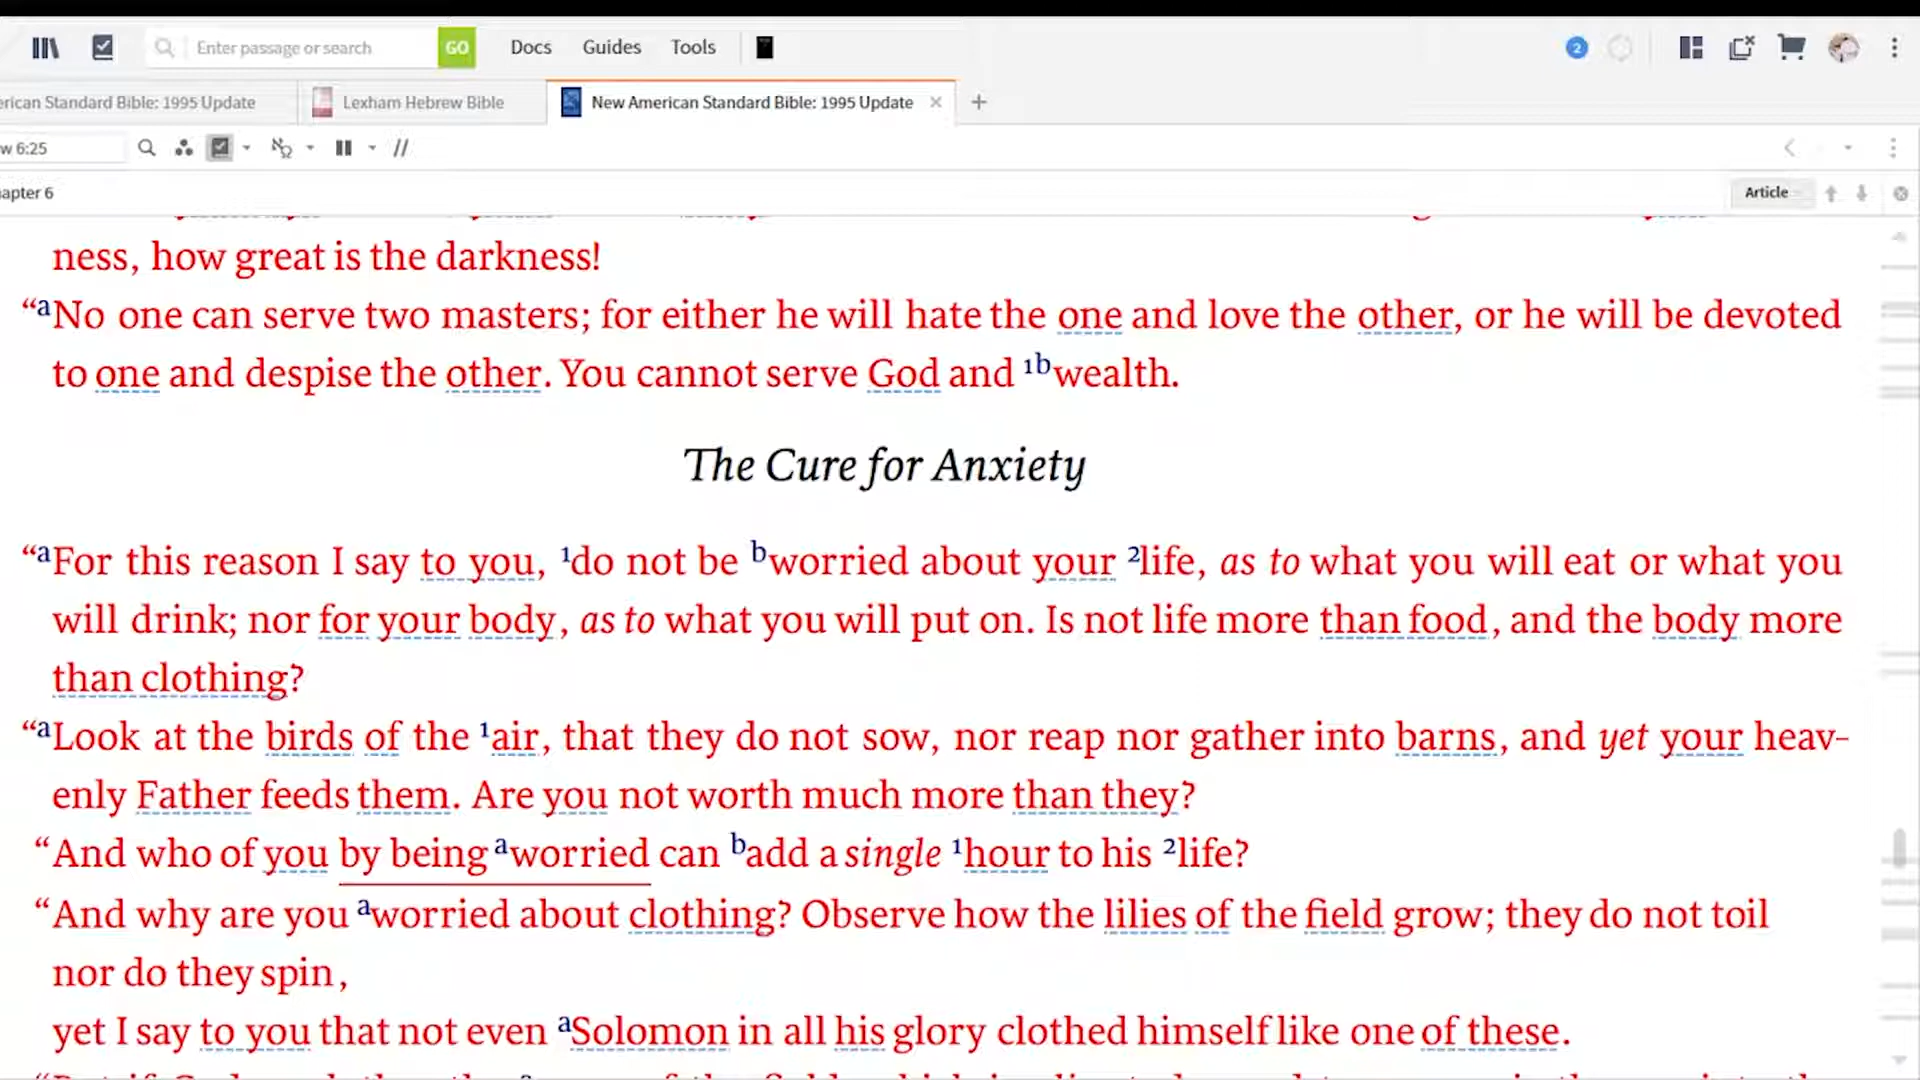 Enter passage or search GO Docs Guides Tools 2
erican Standard Bible: 1995 Update Lexham Hebrew Bible New American Standard Bible: 1995 Update
w 6:25
apter 6 Article
ness, how great is the darkness!
“aNo one can serve two masters; for either he will hate the one and love the other, or he will be devoted
to one and despise the other. You cannot serve God and 1bwealth.
The Cure for Anxiety
“aFor this reason I say to you, 1do not be bworried about your 2life, as to what you will eat or what you
will drink; nor for your body, as to what you will put on. Is not life more than food, and the body more
than clothing?
“aLook at the birds of the 1air, that they do not sow, nor reap nor gather into barns, and yet your heav-
enly Father feeds them. Are you not worth much more than they?
“And who of you by being aworried can badd a single 1hour to his 2life?
“And why are you aworried about clothing? Observe how the lilies of the field grow; they do not toil
nor do they spin,
yet I say to you that not even aSolomon in all his glory clothed himself like one of these.